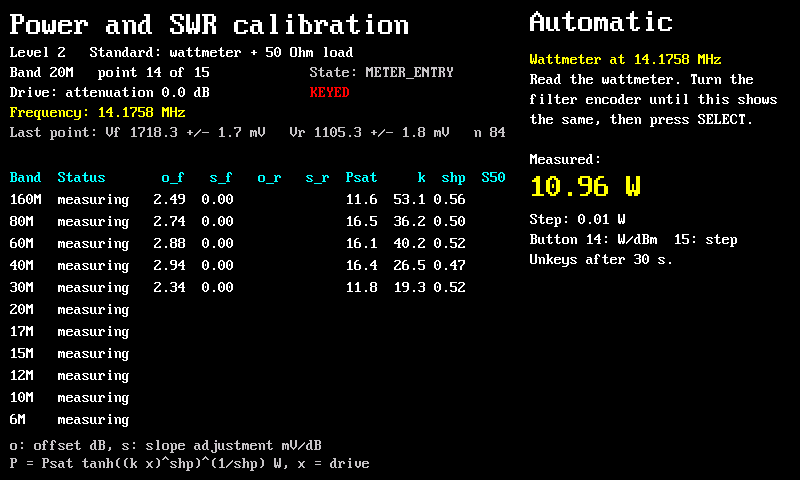 Power and SWR calibration
Level 2   Standard: wattmeter + 50 Ohm load
Band 20M   point 14 of 15   State: METER_ENTRY
Drive: attenuation 0.0 dB   KEYED
Frequency: 14.1758 MHz
Last point: Vf 1718.3 +/- 1.7 mV   Vr 1105.3 +/- 1.8 mV   n 84
Band   Status   o_f   s_f   o_r   s_r   Psat   k   shp   S50
160M   measuring   2.49   0.00   11.6   53.1   0.56
80M   measuring   2.74   0.00   16.5   36.2   0.50
60M   measuring   2.88   0.00   16.1   40.2   0.52
40M   measuring   2.94   0.00   16.4   26.5   0.47
30M   measuring   2.34   0.00   11.8   19.3   0.52
20M   measuring
17M   measuring
15M   measuring
12M   measuring
10M   measuring
6M   measuring
o: offset dB, s: slope adjustment mV/dB
P = Psat tanh((k x)^shp)^(1/shp) W, x = drive
Automatic
Wattmeter at 14.1758 MHz
Read the wattmeter. Turn the
filter encoder until this shows
the same, then press SELECT.
Measured:
10.96 W
Step: 0.01 W
Button 14: W/dBm  15: step
Unkeys after 30 s.